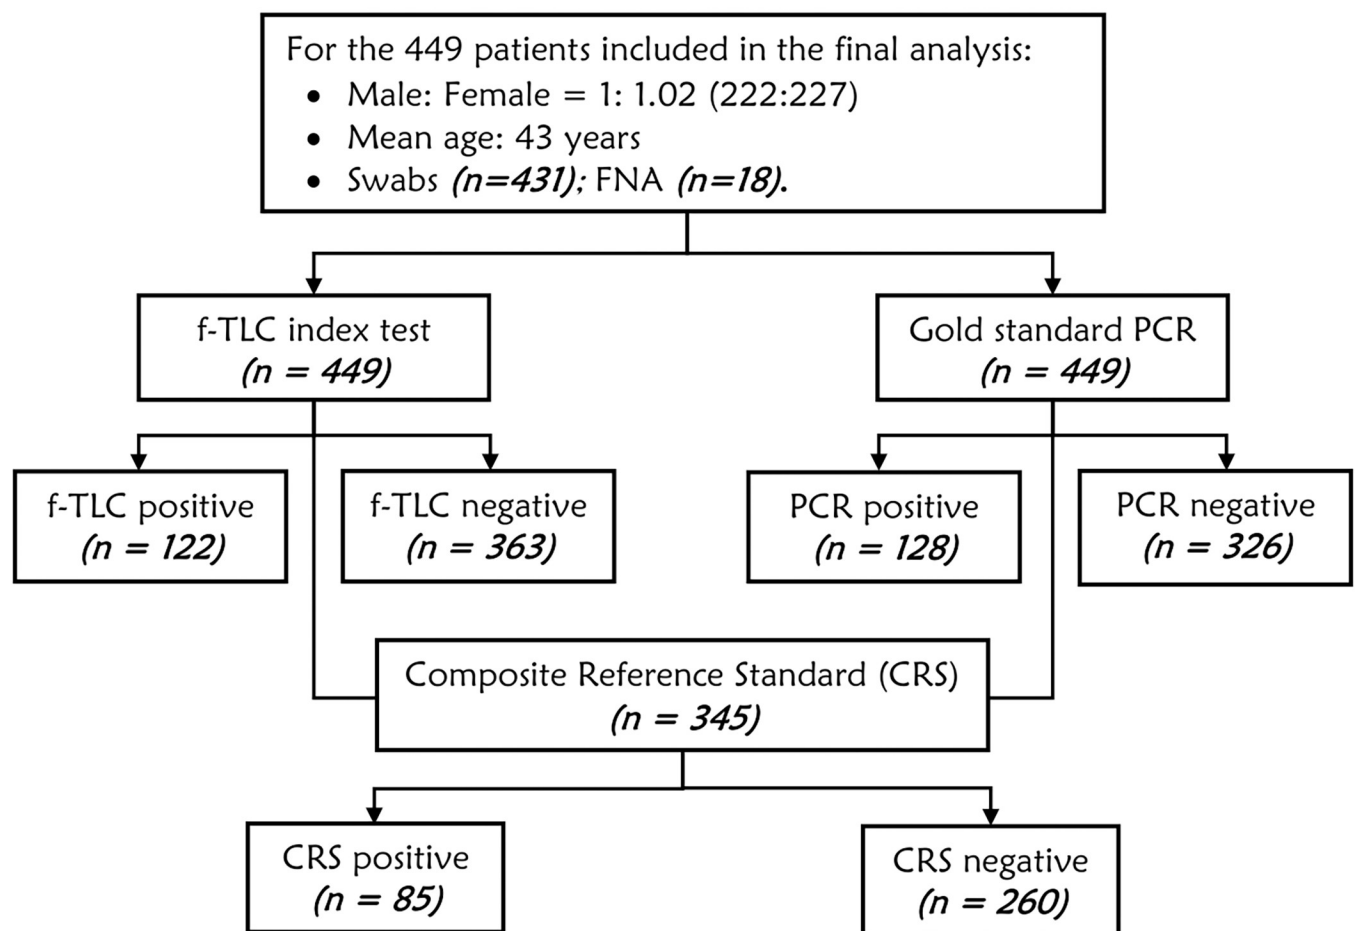 For the 449 patients included in the final analysis:
• Male: Female = 1: 1.02 (222:227)
• Mean age: 43 years
• Swabs (n=431); FNA (n=18).
f-TLC index test
(n = 449)
Gold standard PCR
(n = 449)
f-TLC positive
(n = 122)
f-TLC negative
(n = 363)
PCR positive
(n = 128)
PCR negative
(n = 326)
Composite Reference Standard (CRS)
(n = 345)
CRS positive
(n = 85)
CRS negative
(n = 260)